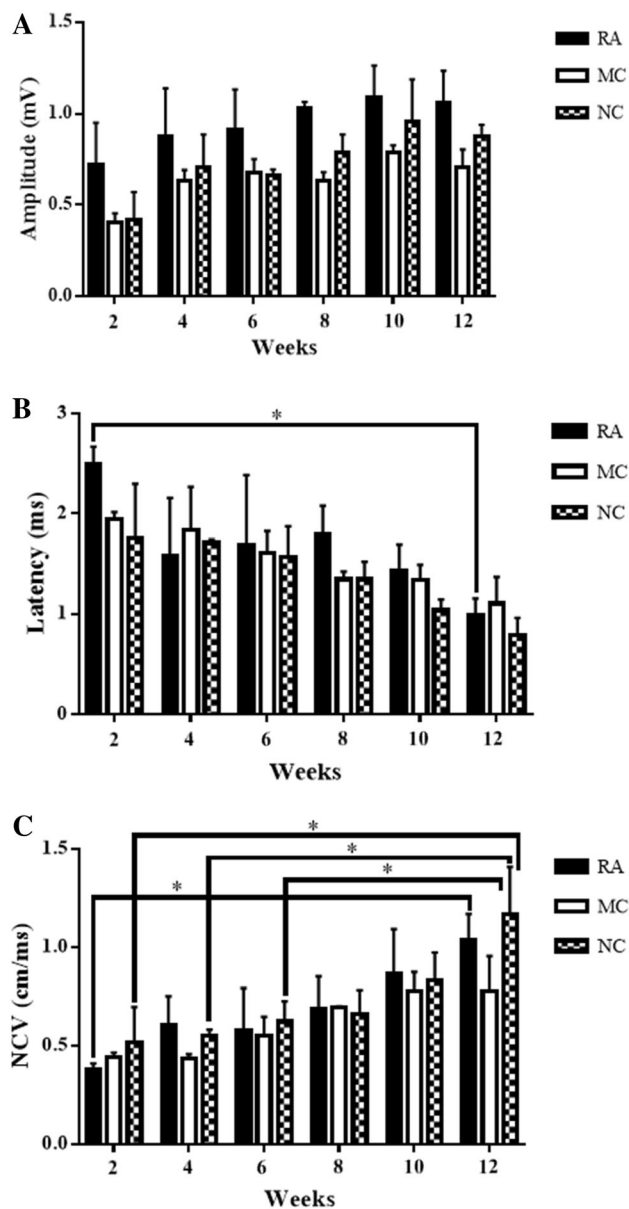 A
Amplitude (mV)
1.5
1.0
0.5
0.0
2 4 6 8 10 12
Weeks
RA
MC
NC
B
Latency (ms)
3
2
1
0
*
2 4 6 8 10 12
Weeks
RA
MC
NC
C
NCV (cm/ms)
1.5
1.0
0.5
0.0
*
*
*
*
2 4 6 8 10 12
Weeks
RA
MC
NC